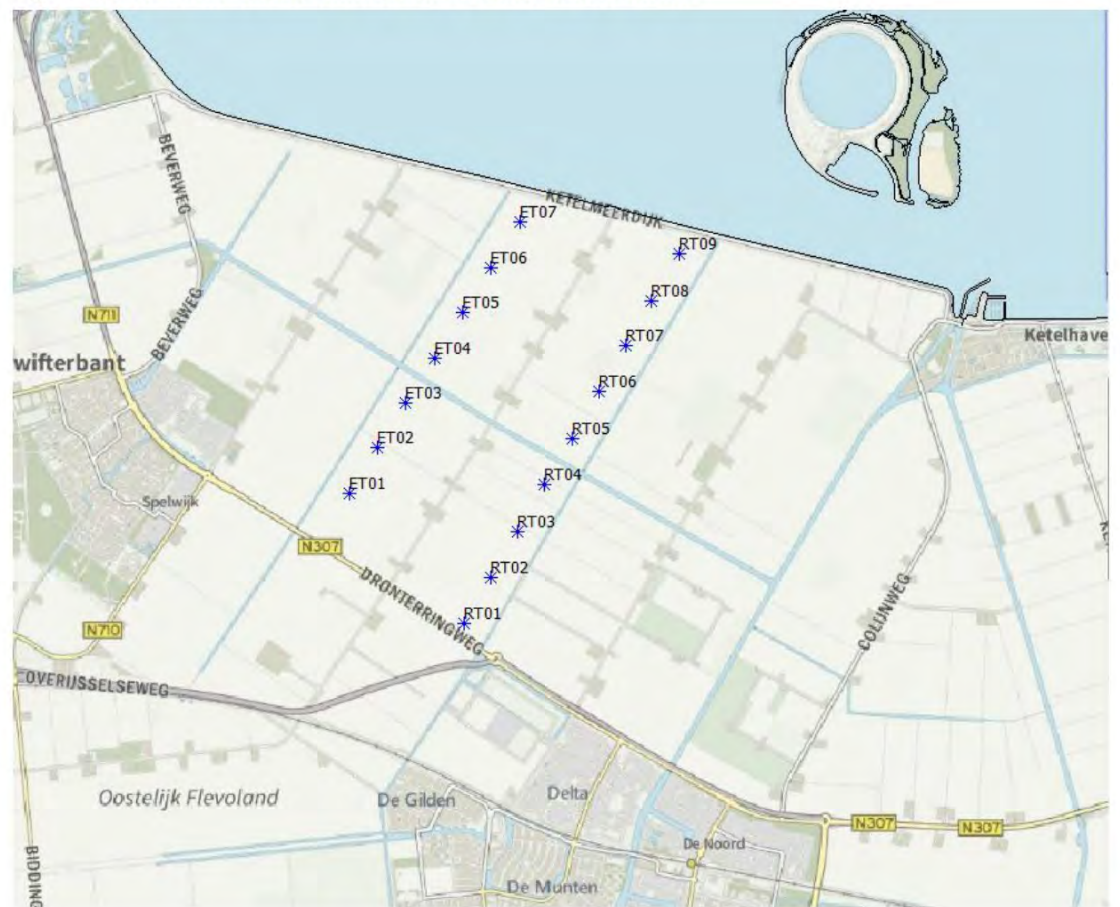 BEVERWEG
KETELMEERDIJK
ET07
RT09
ET06
RT08
ET05
N711
BEVERWEG
Ketelhave
RT07
wifterbant
ET04
RT06
ET03
RT05
ET02
RT04
ET01
Spelwijk
RT03
N307
RT02
DRONTERRINGWEG
COLIJNWEG
RT01
N710
OVERIJSSELSEWEG
Oostelijk Flevoland
De Gilden
Delta
N307
N307
De Noord
BIDDING
De Munten